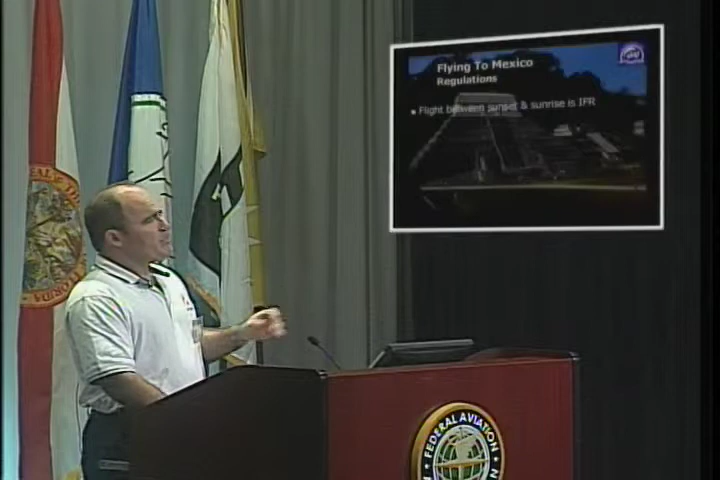 Flying To Mexico
Regulations
Flight between sunset & sunrise is IFR
FEDERAL AVIATION